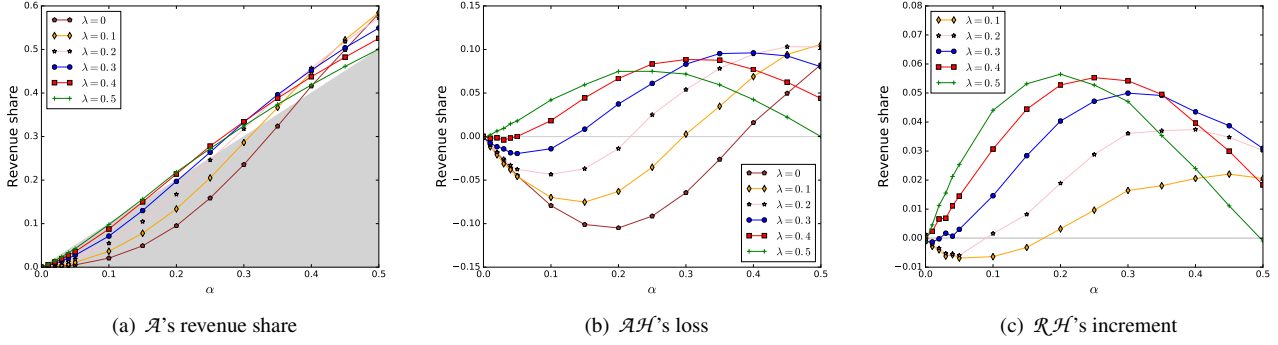 0.6
0.5
0.4
0.3
0.2
0.1
0.0
Revenue share
λ = 0
λ = 0.1
λ = 0.2
λ = 0.3
λ = 0.4
λ = 0.5
0.0 0.1 0.2 0.3 0.4 0.5
α
(a) 𝒜's revenue share
0.15
0.10
0.05
0.00
−0.05
−0.10
−0.15
Revenue share
λ = 0
λ = 0.1
λ = 0.2
λ = 0.3
λ = 0.4
λ = 0.5
0.0 0.1 0.2 0.3 0.4 0.5
α
(b) 𝒜ℋ's loss
0.08
0.07
0.06
0.05
0.04
0.03
0.02
0.01
0.00
−0.01
Revenue share
λ = 0.1
λ = 0.2
λ = 0.3
λ = 0.4
λ = 0.5
0.0 0.1 0.2 0.3 0.4 0.5
α
(c) ℛℋ's increment